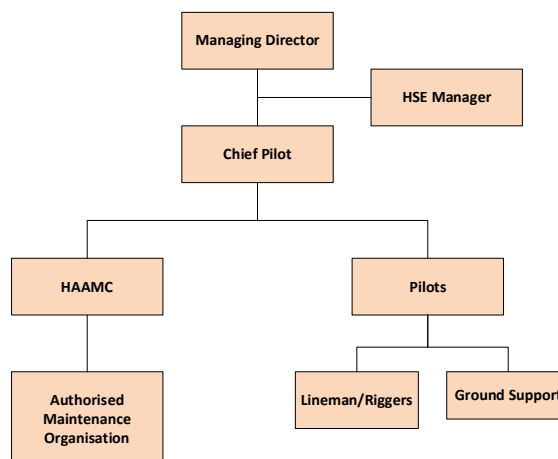 Managing Director
HSE Manager
Chief Pilot
HAAMC
Pilots
Authorised
Maintenance
Organisation
Lineman/Riggers
Ground Support